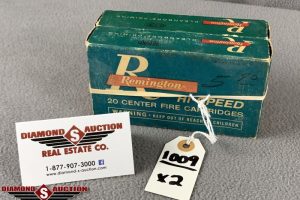 Remington
R
Remington
HI-SPEED
20 CENTER FIRE CARTRIDGES
WARNING - KEEP OUT OF REACH OF CHILDREN
DIAMOND S AUCTION
REAL ESTATE CO.
1-877-907-3000
diamond-s-auction.com
1009
x2
DIAMOND S AUCTION